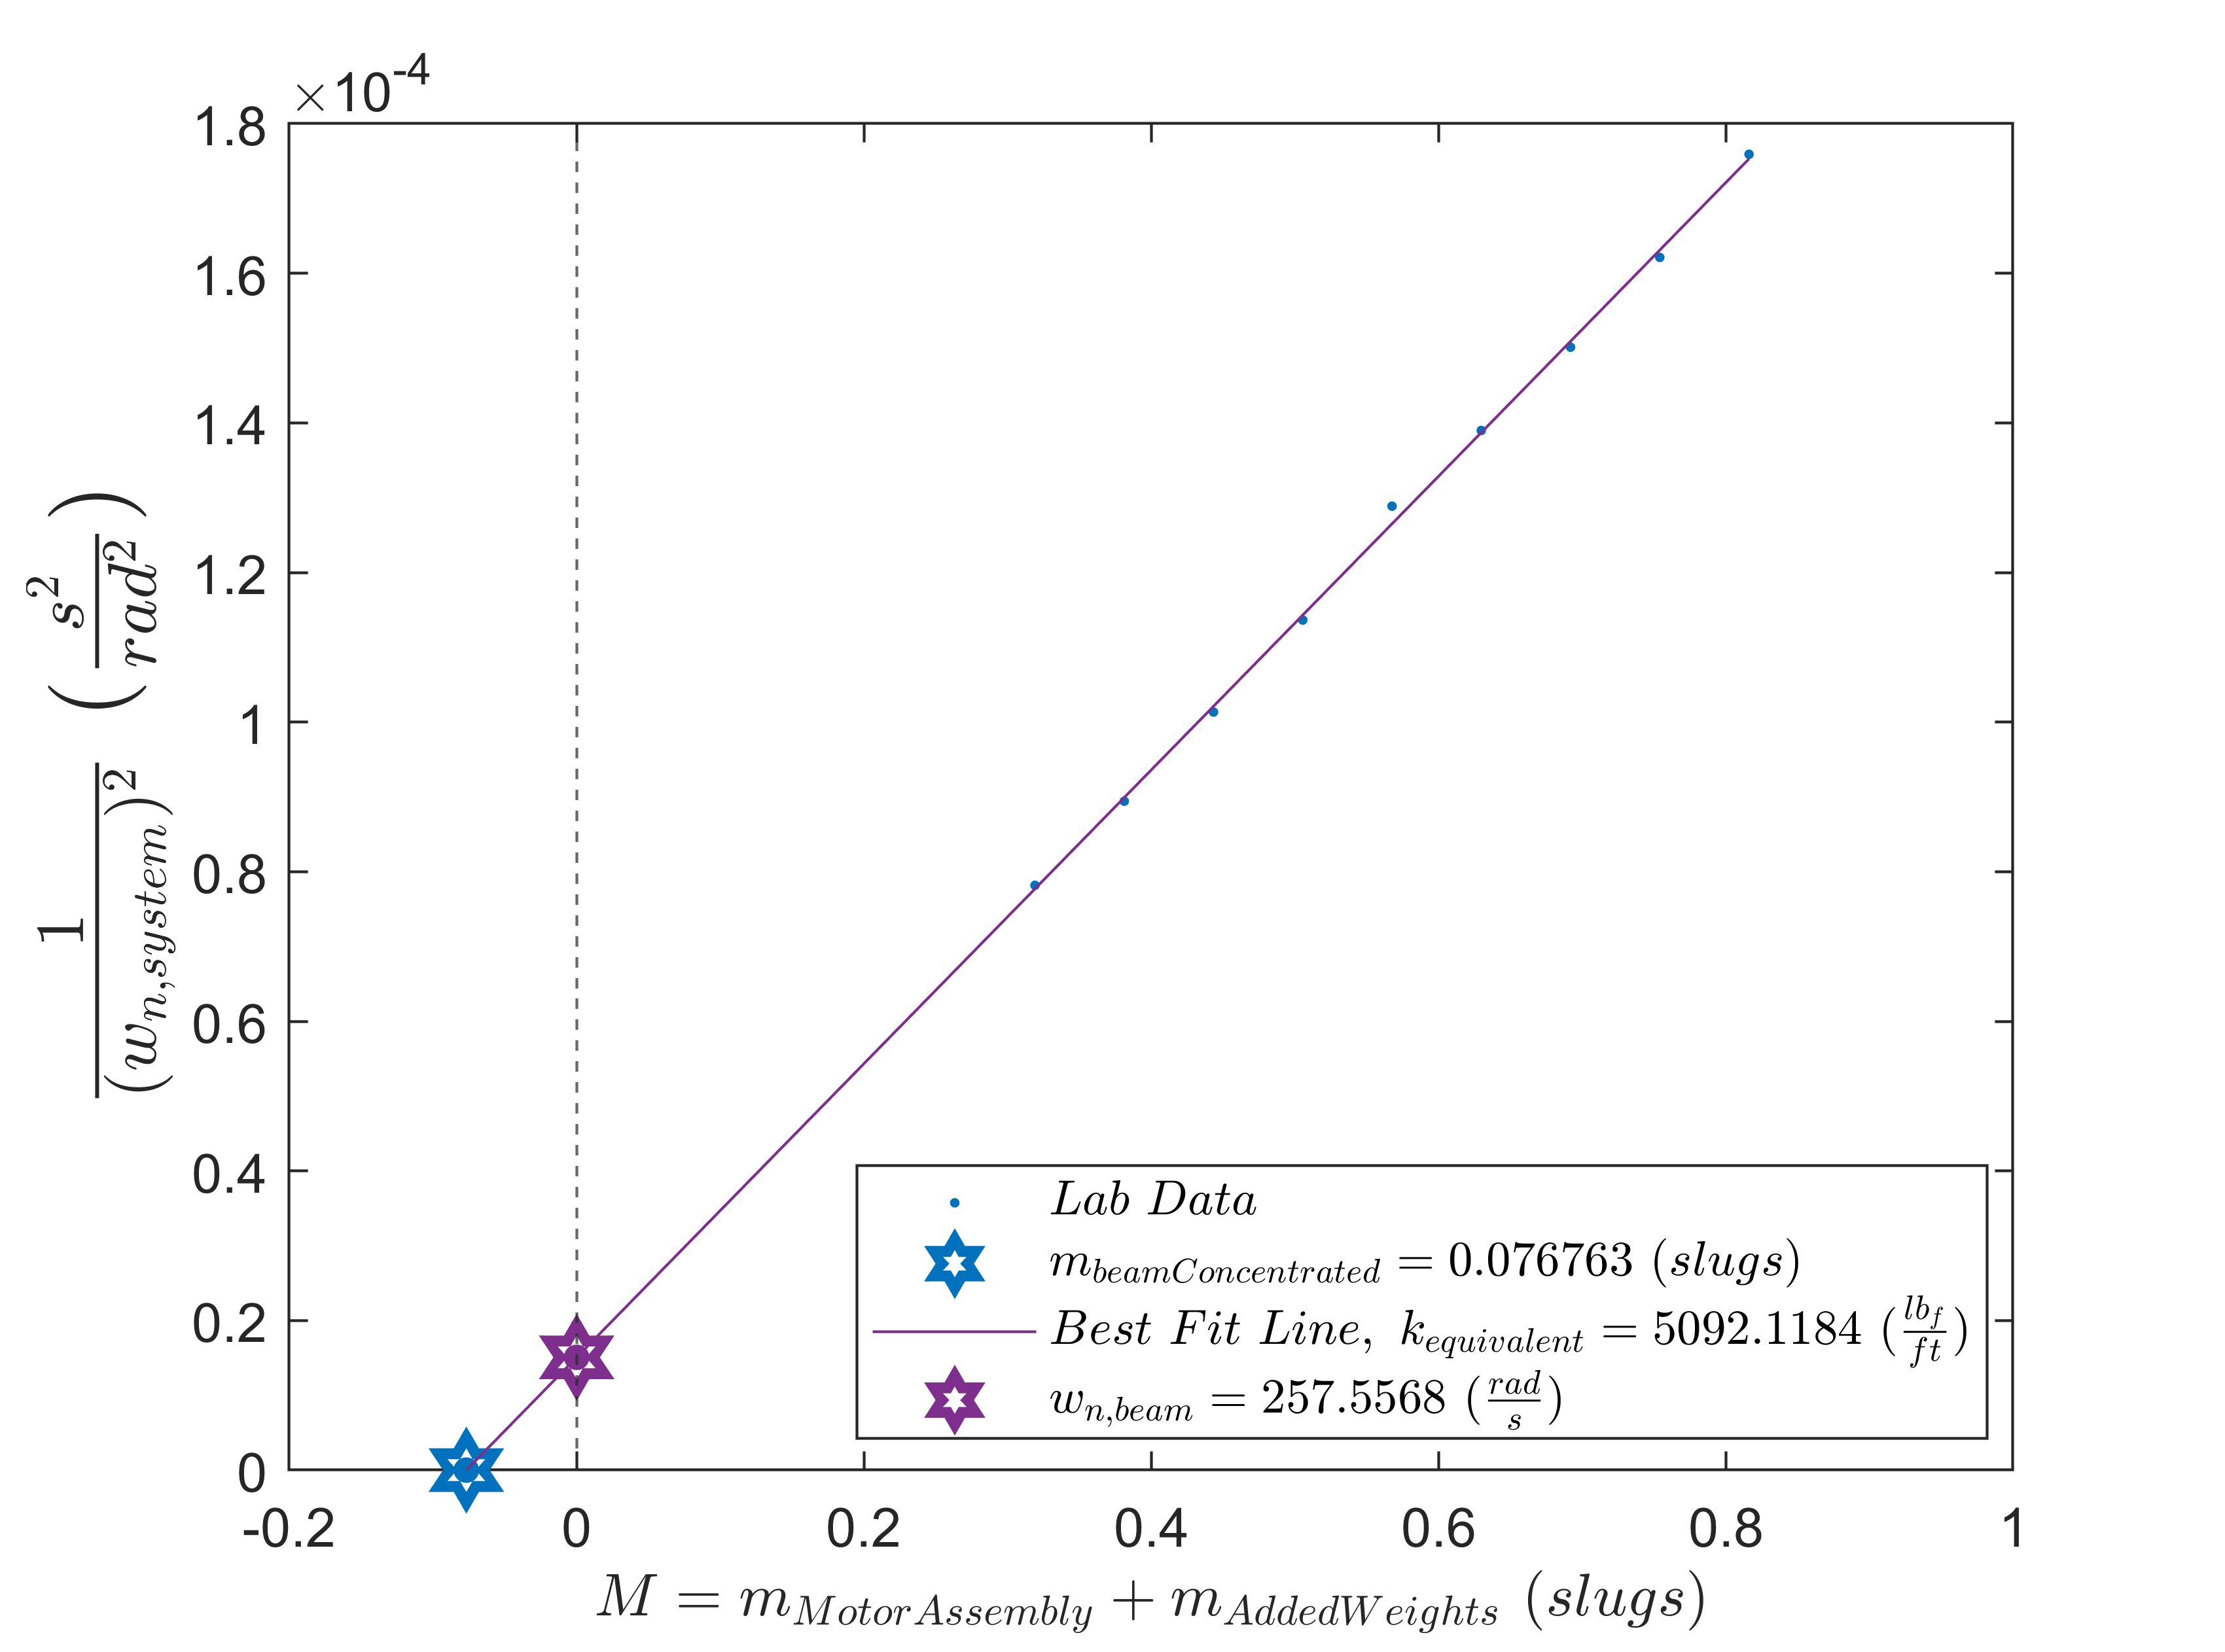 ×10^-4
1.8
1.6
1.4
1.2
1
0.8
0.6
0.4
0.2
0
-0.2 0 0.2 0.4 0.6 0.8 1
1/(w_{n,system})^2 (s^2/rad^2)
M = m_{MotorAssembly} + m_{AddedWeights} (slugs)
Lab Data
m_{beamConcentrated} = 0.076763 (slugs)
Best Fit Line, k_{equivalent} = 5092.1184 (lb_f/ft)
w_{n,beam} = 257.5568 (rad/s)